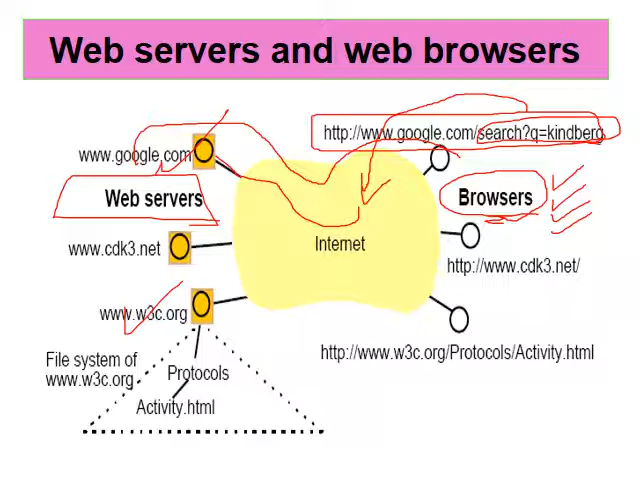 Web servers and web browsers
http://www.google.com/search?q=kindberg
www.google.com
Web servers
Browsers
www.cdk3.net
Internet
http://www.cdk3.net/
www.w3c.org
http://www.w3c.org/Protocols/Activity.html
File system of
www.w3c.org
Protocols
Activity.html